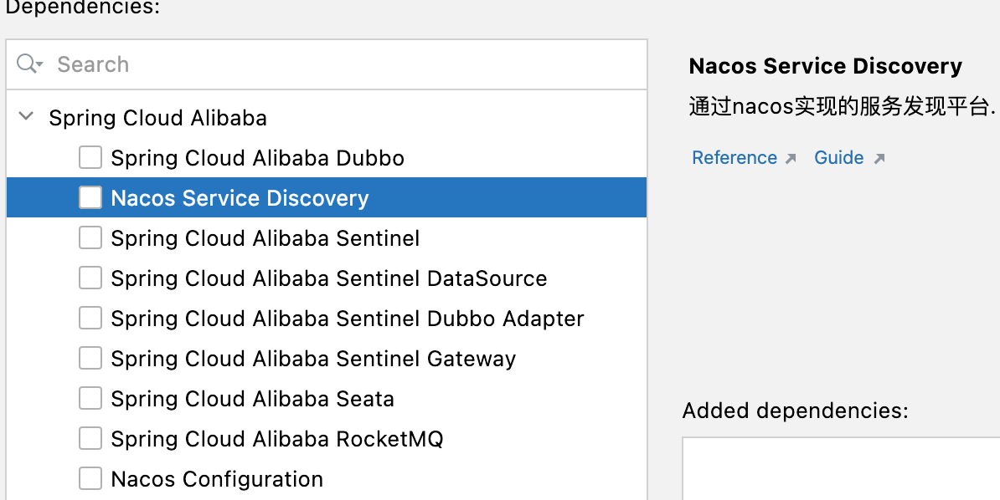 Dependencies:
Search
Spring Cloud Alibaba
Spring Cloud Alibaba Dubbo
Nacos Service Discovery
Spring Cloud Alibaba Sentinel
Spring Cloud Alibaba Sentinel DataSource
Spring Cloud Alibaba Sentinel Dubbo Adapter
Spring Cloud Alibaba Sentinel Gateway
Spring Cloud Alibaba Seata
Spring Cloud Alibaba RocketMQ
Nacos Configuration
Nacos Service Discovery
通过nacos实现的服务发现平台.
Reference Guide
Added dependencies: